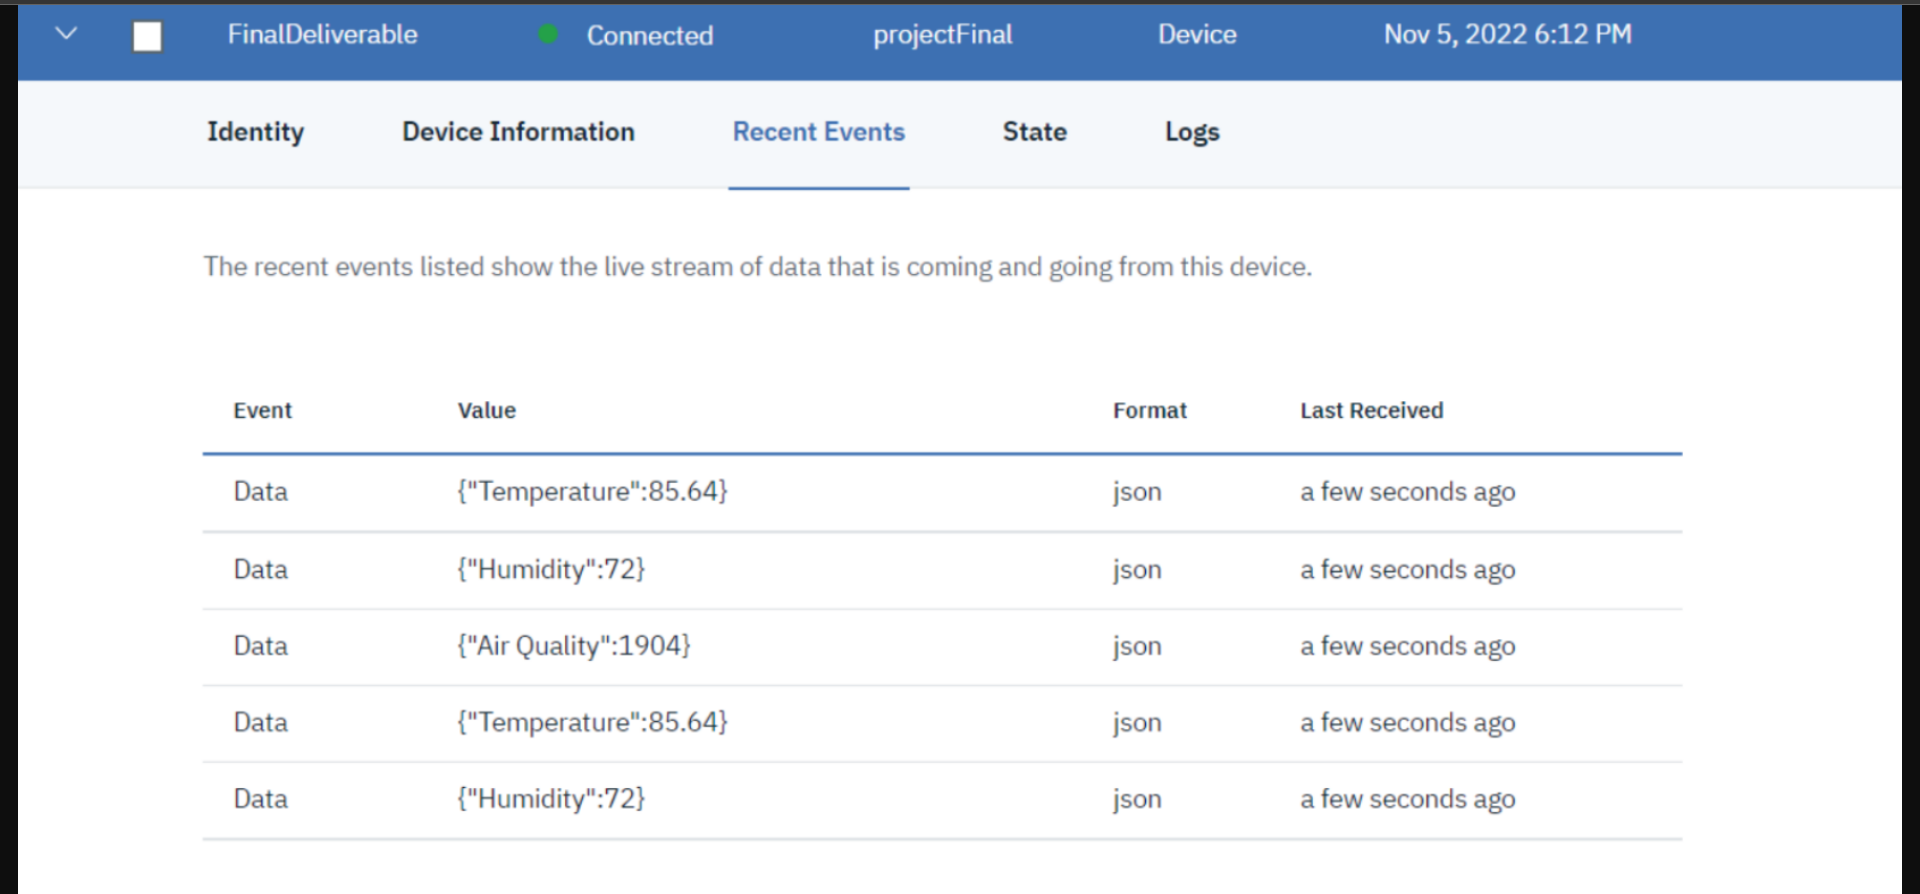 FinalDeliverable Connected projectFinal Device Nov 5, 2022 6:12 PM
Identity Device Information Recent Events State Logs
The recent events listed show the live stream of data that is coming and going from this device.
Event Value Format Last Received
Data {"Temperature":85.64} json a few seconds ago
Data {"Humidity":72} json a few seconds ago
Data {"Air Quality":1904} json a few seconds ago
Data {"Temperature":85.64} json a few seconds ago
Data {"Humidity":72} json a few seconds ago